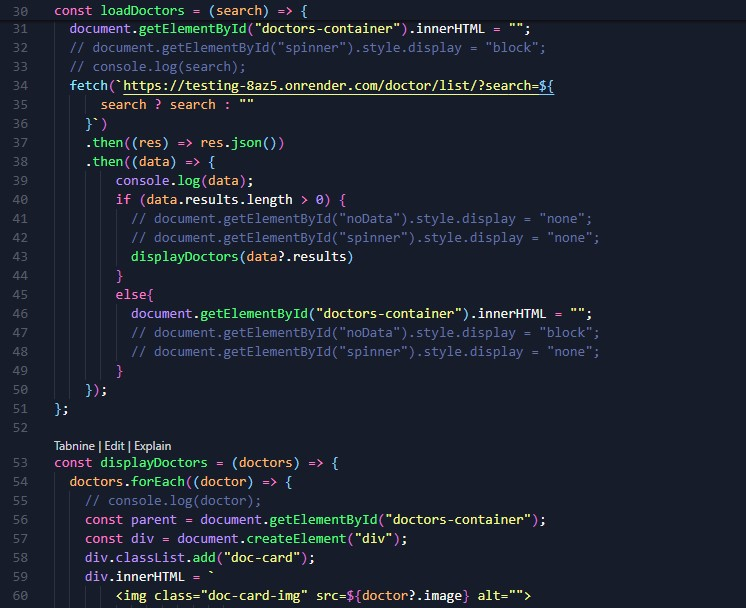 30 const loadDoctors = (search) => {
31 document.getElementById("doctors-container").innerHTML = "";
32 // document.getElementById("spinner").style.display = "block";
33 // console.log(search);
34 fetch(`https://testing-8az5.onrender.com/doctor/list/?search=${
35 search ? search : ""
36 }`)
37 .then((res) => res.json())
38 .then((data) => {
39 console.log(data);
40 if (data.results.length > 0) {
41 // document.getElementById("noData").style.display = "none";
42 // document.getElementById("spinner").style.display = "none";
43 displayDoctors(data?.results)
44 }
45 else{
46 document.getElementById("doctors-container").innerHTML = "";
47 // document.getElementById("noData").style.display = "block";
48 // document.getElementById("spinner").style.display = "none";
49 }
50 });
51 };
52
Tabnine | Edit | Explain
53 const displayDoctors = (doctors) => {
54 doctors.forEach((doctor) => {
55 // console.log(doctor);
56 const parent = document.getElementById("doctors-container");
57 const div = document.createElement("div");
58 div.classList.add("doc-card");
59 div.innerHTML = `
60 <img class="doc-card-img" src=${doctor?.image} alt="">